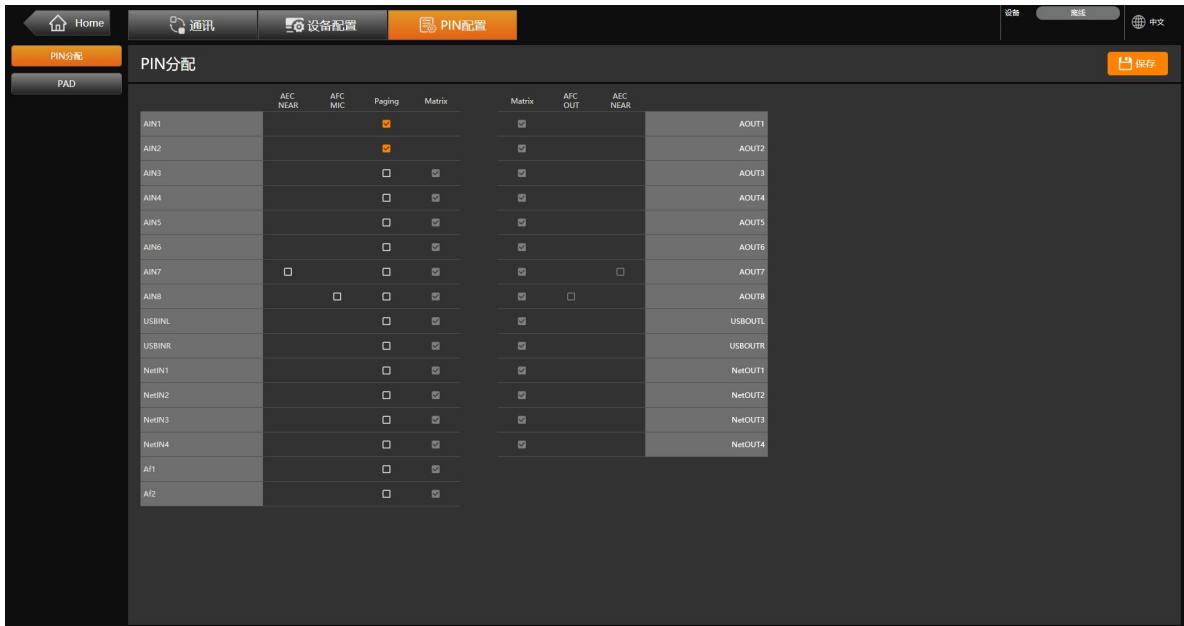 Home 通讯 设备配置 PIN配置 设备 离线 中文
PIN分配 PIN分配 保存
PAD
AEC NEAR AFC MIC Paging Matrix Matrix AFC OUT AEC NEAR
AIN1 AOUT1
AIN2 AOUT2
AIN3 AOUT3
AIN4 AOUT4
AIN5 AOUT5
AIN6 AOUT6
AIN7 AOUT7
AIN8 AOUT8
USBINL USBOUTL
USBINR USBOUTR
NetIN1 NetOUT1
NetIN2 NetOUT2
NetIN3 NetOUT3
NetIN4 NetOUT4
Af1
Af2